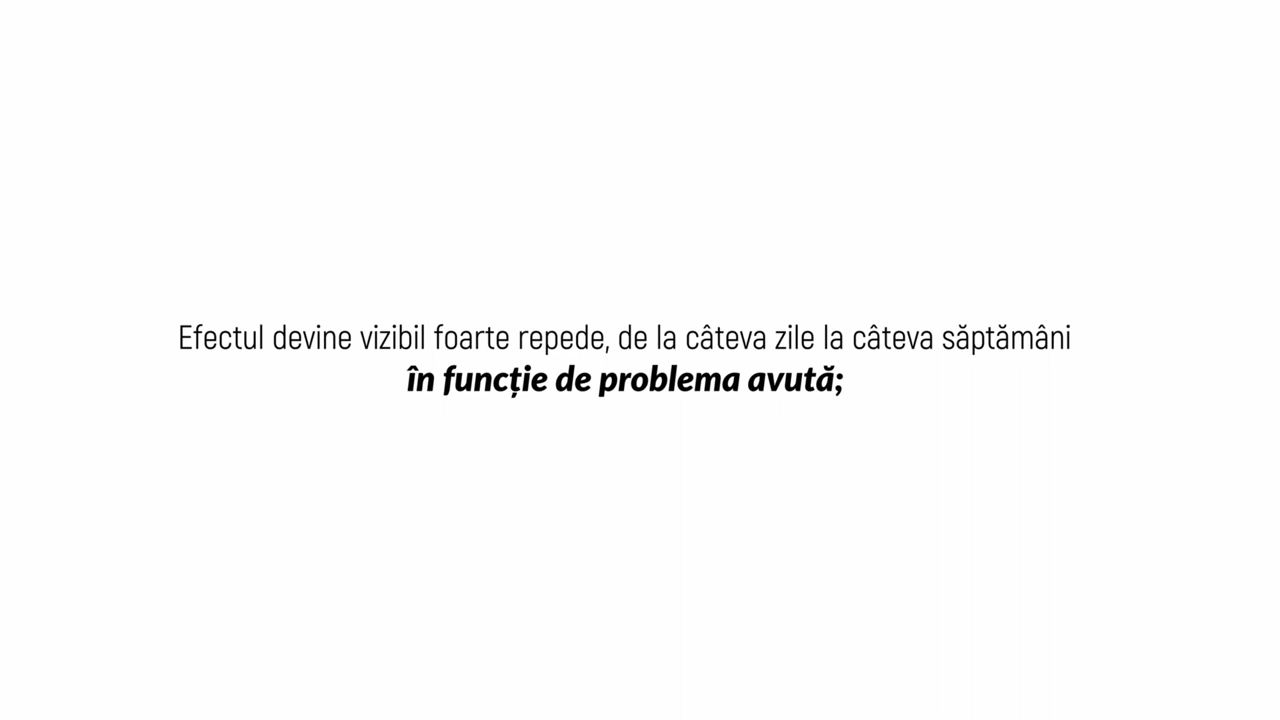 Efectul devine vizibil foarte repede, de la câteva zile la câteva săptămâni
în funcție de problema avută;